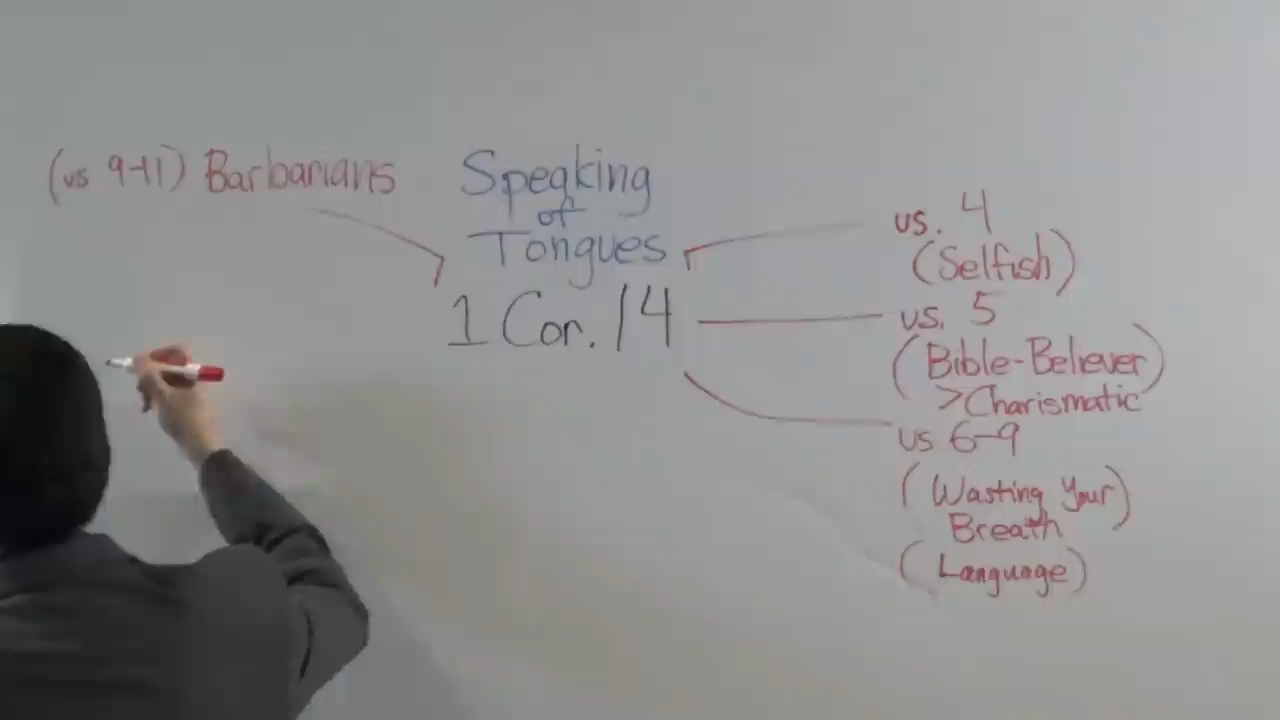 (vs 9-11) Barbarians
Speaking
of
Tongues
1 Cor. 14
vs. 4
(Selfish)
vs. 5
(Bible-Believer)
>Charismatic
vs 6-9
(Wasting Your)
Breath
(Language)